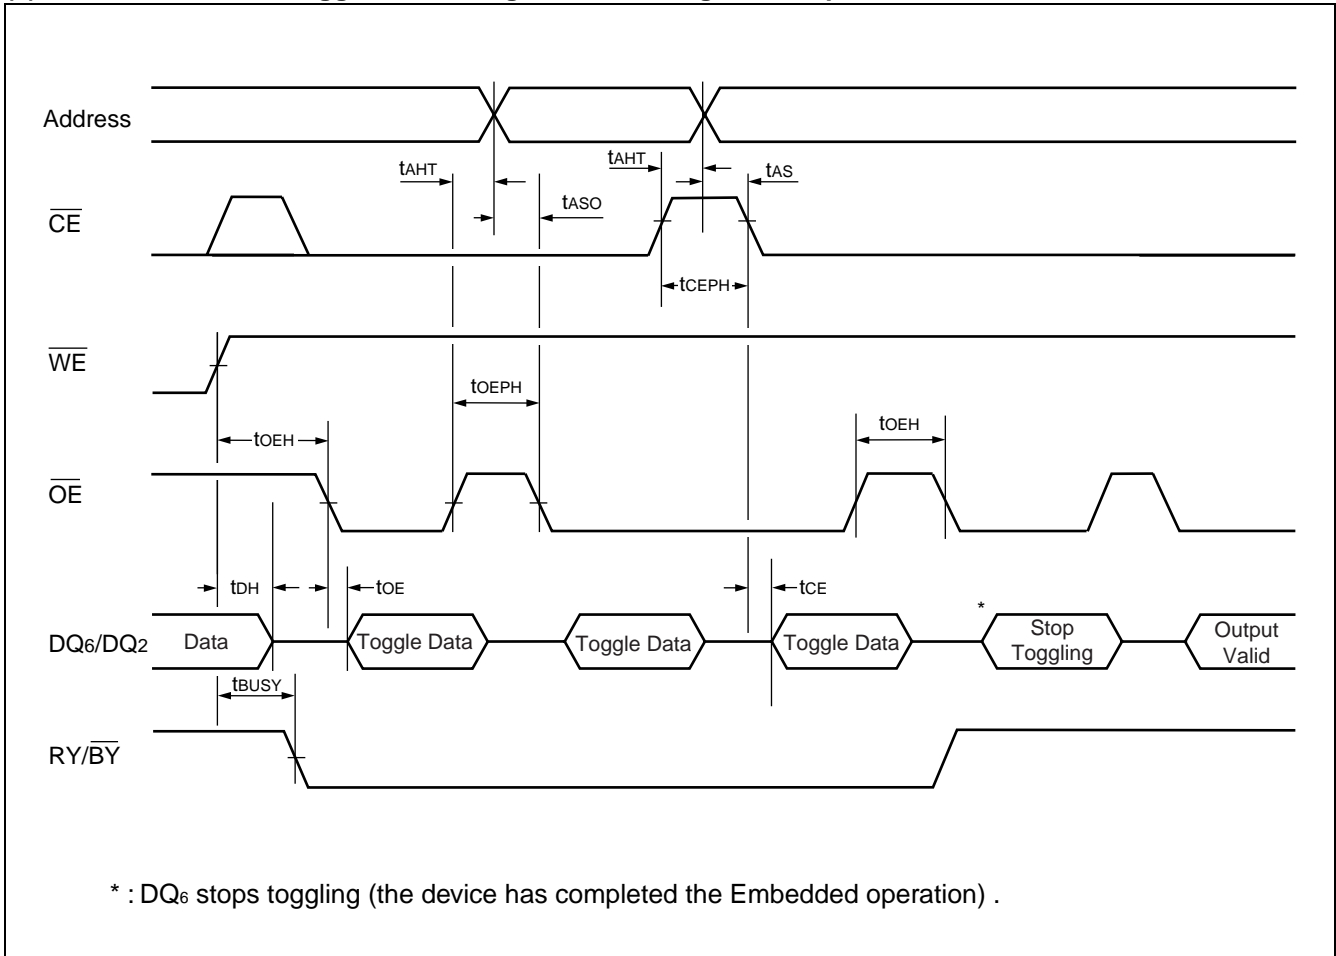 Address
tAHT
tAHT
tAS
tASO
CE
tCEPH
WE
tOEPH
tOEH
tOEH
OE
tDH
tOE
tCE
*
DQ6/DQ2
Data
Toggle Data
Toggle Data
Toggle Data
Stop
Toggling
Output
Valid
tBUSY
RY/BY
* : DQ6 stops toggling (the device has completed the Embedded operation) .